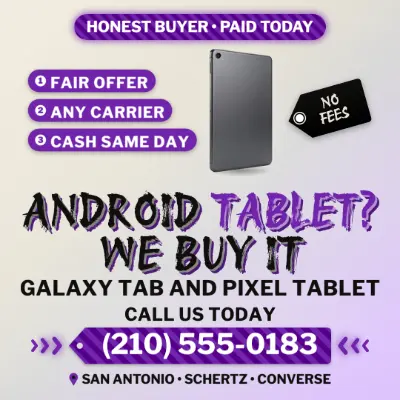 HONEST BUYER • PAID TODAY
1 FAIR OFFER
2 ANY CARRIER
3 CASH SAME DAY
NO
FEES
ANDROID TABLET?
WE BUY IT
GALAXY TAB AND PIXEL TABLET
CALL US TODAY
(210) 555-0183
SAN ANTONIO • SCHERTZ • CONVERSE